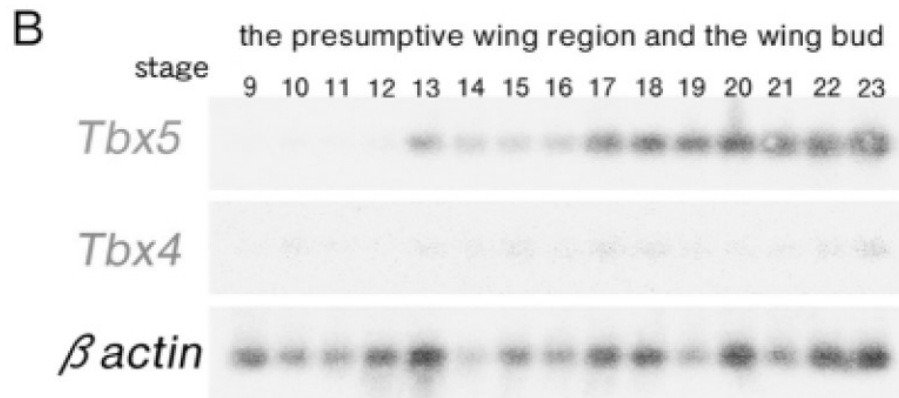 B
the presumptive wing region and the wing bud
stage
9 10 11 12 13 14 15 16 17 18 19 20 21 22 23
Tbx5
Tbx4
β actin